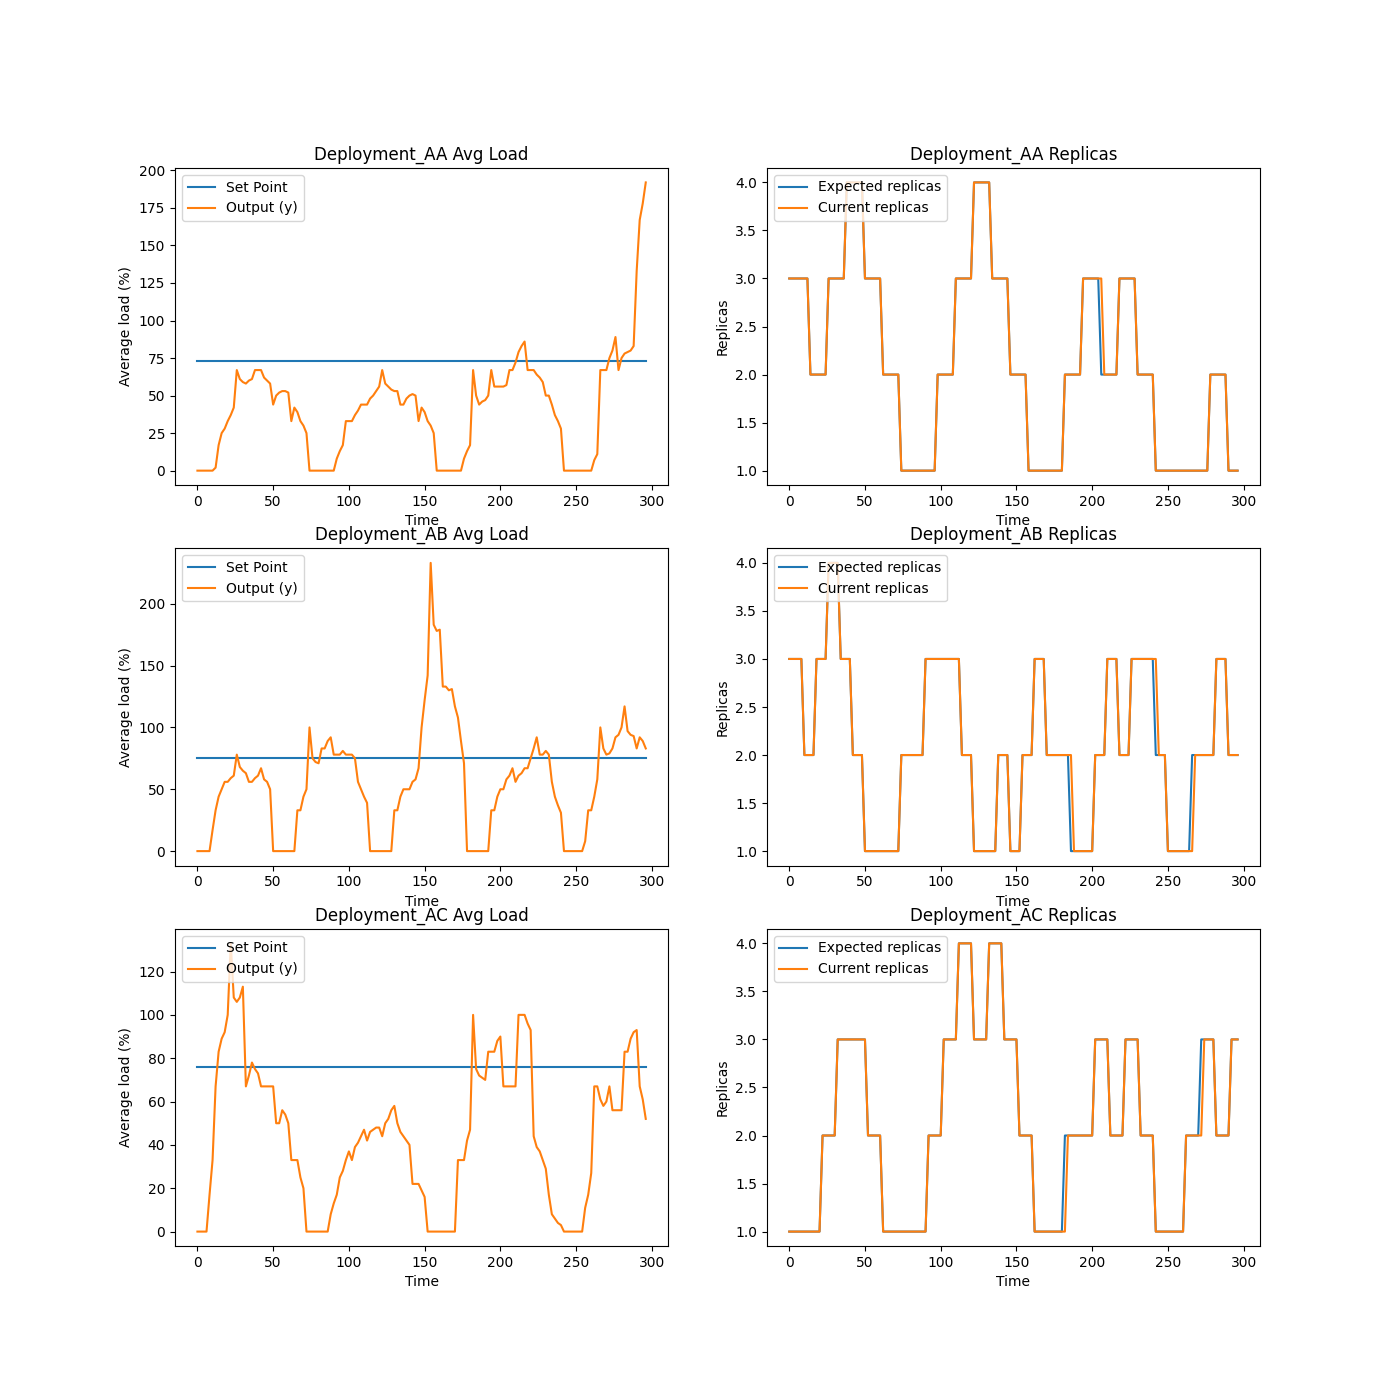 Deployment_AA Avg Load
Set Point
Output (y)
Average load (%)
200
175
150
125
100
75
50
25
0
0 50 100 150 200 250 300
Time
Deployment_AA Replicas
Expected replicas
Current replicas
Replicas
4.0
3.5
3.0
2.5
2.0
1.5
1.0
0 50 100 150 200 250 300
Time
Deployment_AB Avg Load
Set Point
Output (y)
Average load (%)
200
150
100
50
0
0 50 100 150 200 250 300
Time
Deployment_AB Replicas
Expected replicas
Current replicas
Replicas
4.0
3.5
3.0
2.5
2.0
1.5
1.0
0 50 100 150 200 250 300
Time
Deployment_AC Avg Load
Set Point
Output (y)
Average load (%)
120
100
80
60
40
20
0
0 50 100 150 200 250 300
Time
Deployment_AC Replicas
Expected replicas
Current replicas
Replicas
4.0
3.5
3.0
2.5
2.0
1.5
1.0
0 50 100 150 200 250 300
Time